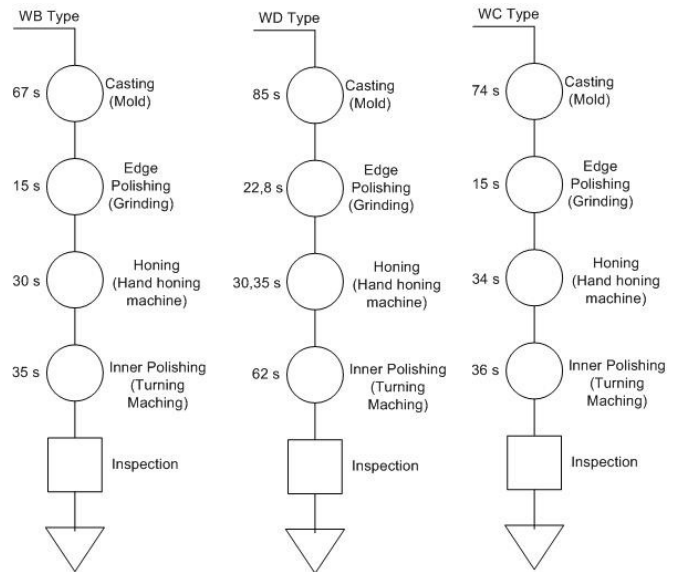 WB Type
67 s
Casting
(Mold)
15 s
Edge
Polishing
(Grinding)
30 s
Honing
(Hand honing
machine)
35 s
Inner Polishing
(Turning
Maching)
Inspection
WD Type
85 s
Casting
(Mold)
22,8 s
Edge
Polishing
(Grinding)
30,35 s
Honing
(Hand honing
machine)
62 s
Inner Polishing
(Turning
Maching)
Inspection
WC Type
74 s
Casting
(Mold)
15 s
Edge
Polishing
(Grinding)
34 s
Honing
(Hand honing
machine)
36 s
Inner Polishing
(Turning
Maching)
Inspection